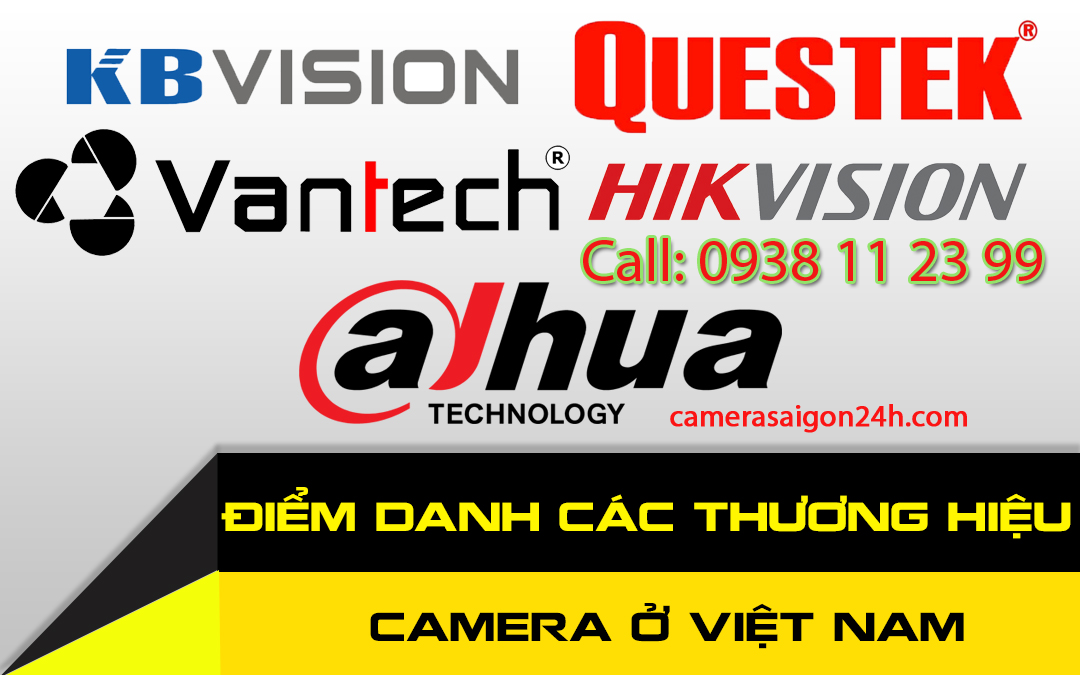 KBVISION
QUESTEK®
Vantech®
HIKVISION
Call: 0938 11 23 99
alhua
TECHNOLOGY
camerasaigon24h.com
ĐIỂM DANH CÁC THƯƠNG HIỆU
CAMERA Ở VIỆT NAM